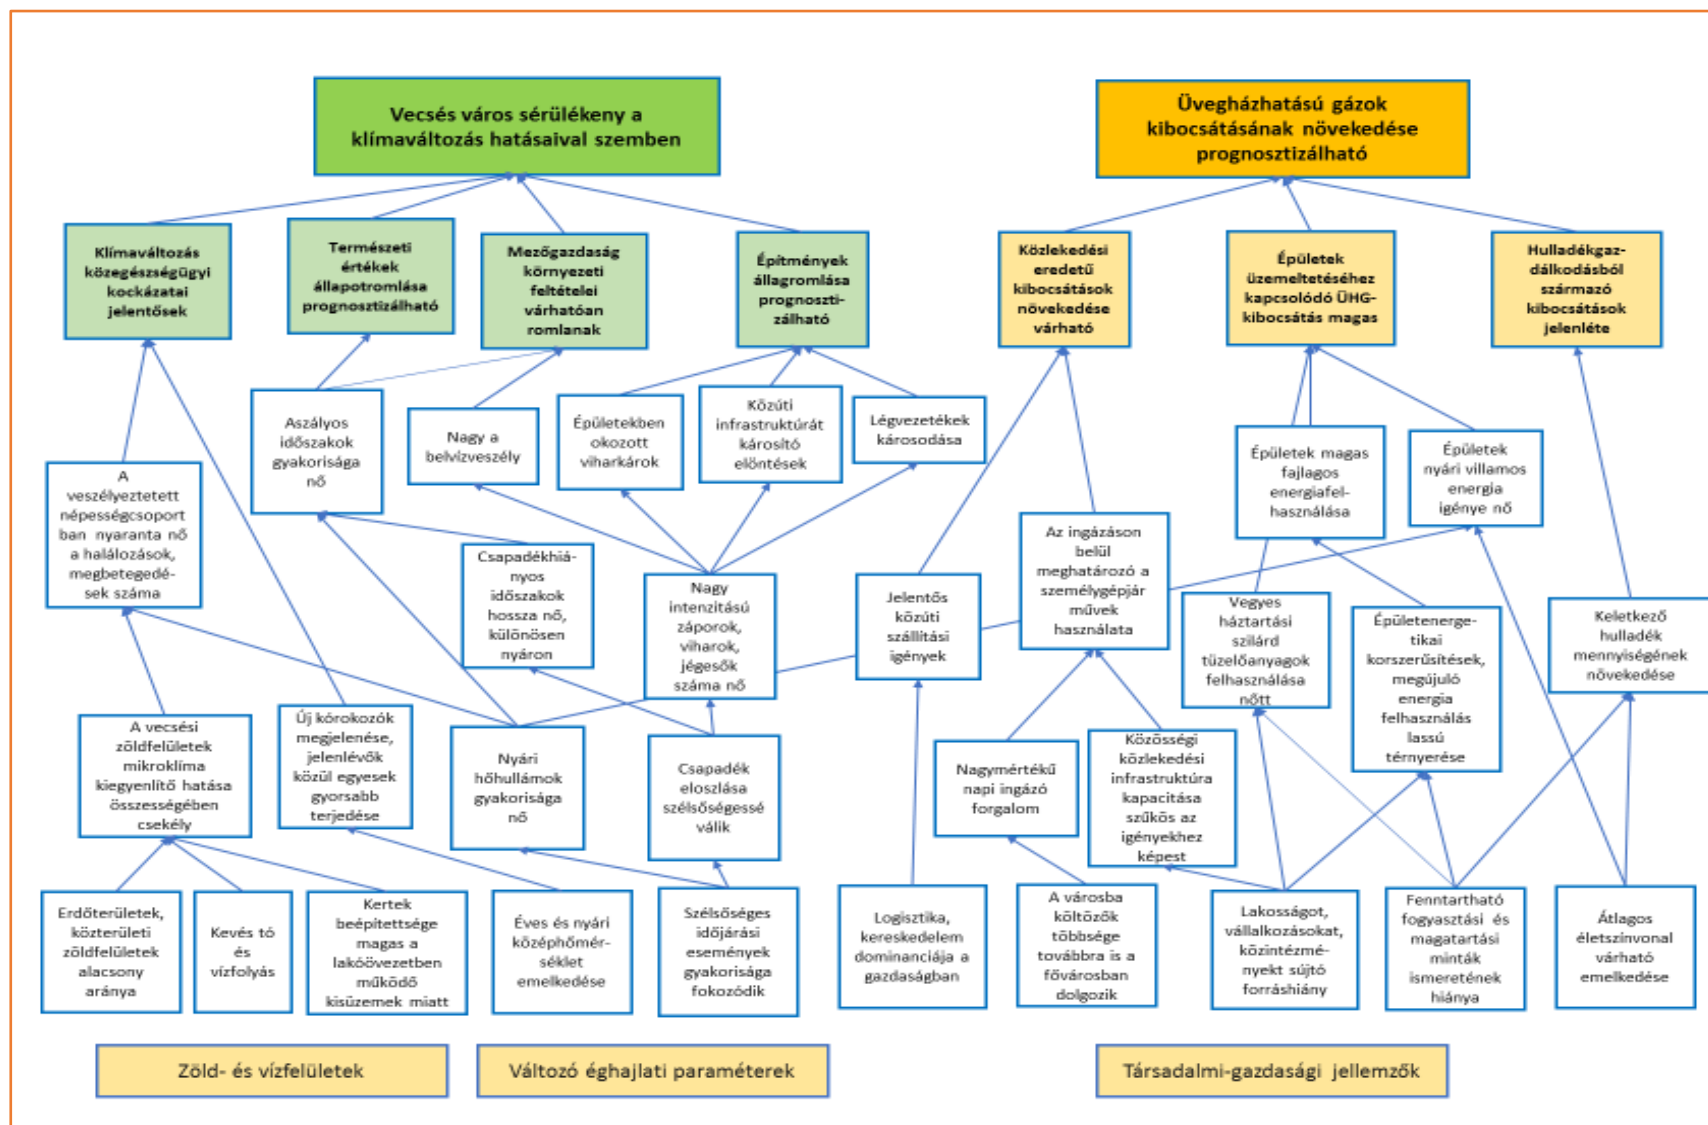 Vecsés város sérülékeny a
klímaváltozás hatásaival szemben
Üvegházhatású gázok
kibocsátásának növekedése
prognosztizálható
Klímaváltozás
közegészségügyi
kockázatai
jelentősek
Természeti
értékek
állapotromlása
prognosztizálható
Mezőgazdaság
környezeti
feltételei
várhatóan
romlanak
Építmények
állagromlása
prognoszti-
zálható
Közlekedési
eredetű
kibocsátások
növekedése
várható
Épületek
üzemeltetéséhez
kapcsolódó ÜHG-
kibocsátás magas
Hulladékgaz-
dálkodásból
származó
kibocsátások
jelenléte
Aszályos
időszakok
gyakorisága
nő
Nagy a
belvízveszély
Épületekben
okozott
viharkárok
Közúti
infrastruktúrát
károsító
elöntések
Légvezetékek
károsodása
Épületek magas
fajlagos
energiafel-
használása
Épületek
nyári villamos
energia
igénye nő
A
veszélyeztetett
népességcsoport
ban nyaranta nő
a halálozások,
megbetegedé-
sek száma
Csapadékhiá-
nyos
időszakok
hossza nő,
különösen
nyáron
Nagy
intenzitású
záporok,
viharok,
jégesők
száma nő
Jelentős
közúti
szállítási
igények
Az ingázáson
belül
meghatározó a
személygépjár
művek
használata
Vegyes
háztartási
szilárd
tüzelőanyagok
felhasználása
nőtt
Épületenerge-
tikai
korszerűsítések,
megújuló
energia
felhasználás
lassú
térnyerése
Keletkező
hulladék
mennyiségének
növekedése
A vecsési
zöldfelületek
mikroklíma
kiegyenlítő hatása
összességében
csekély
Új kórokozók
megjelenése,
jelenlévők
közül egyesek
gyorsabb
terjedése
Nyári
hőhullámok
gyakorisága
nő
Csapadék
eloszlása
szélsőségessé
válik
Nagymértékű
napi ingázó
forgalom
Közösségi
közlekedési
infrastruktúra
kapacitása
szűkös az
igényekhez
képest
Erdőterületek,
közterületi
zöldfelületek
alacsony
aránya
Kevés tó
és
vízfolyás
Kertek
beépítettsége
magas a
lakóövezetben
működő
kisüzemek miatt
Éves és nyári
középhőmér-
séklet
emelkedése
Szélsőséges
időjárási
események
gyakorisága
fokozódik
Logisztika,
kereskedelem
dominanciája a
gazdaságban
A városba
költözők
többsége
továbbra is a
fővárosban
dolgozik
Lakosságot,
vállalkozásokat,
közintézmé-
nyekt sújtó
forráshiány
Fenntartható
fogyasztási és
magatartási
minták
ismeretének
hiánya
Átlagos
életszínvonal
várható
emelkedése
Zöld- és vízfelületek
Változó éghajlati paraméterek
Társadalmi-gazdasági jellemzők